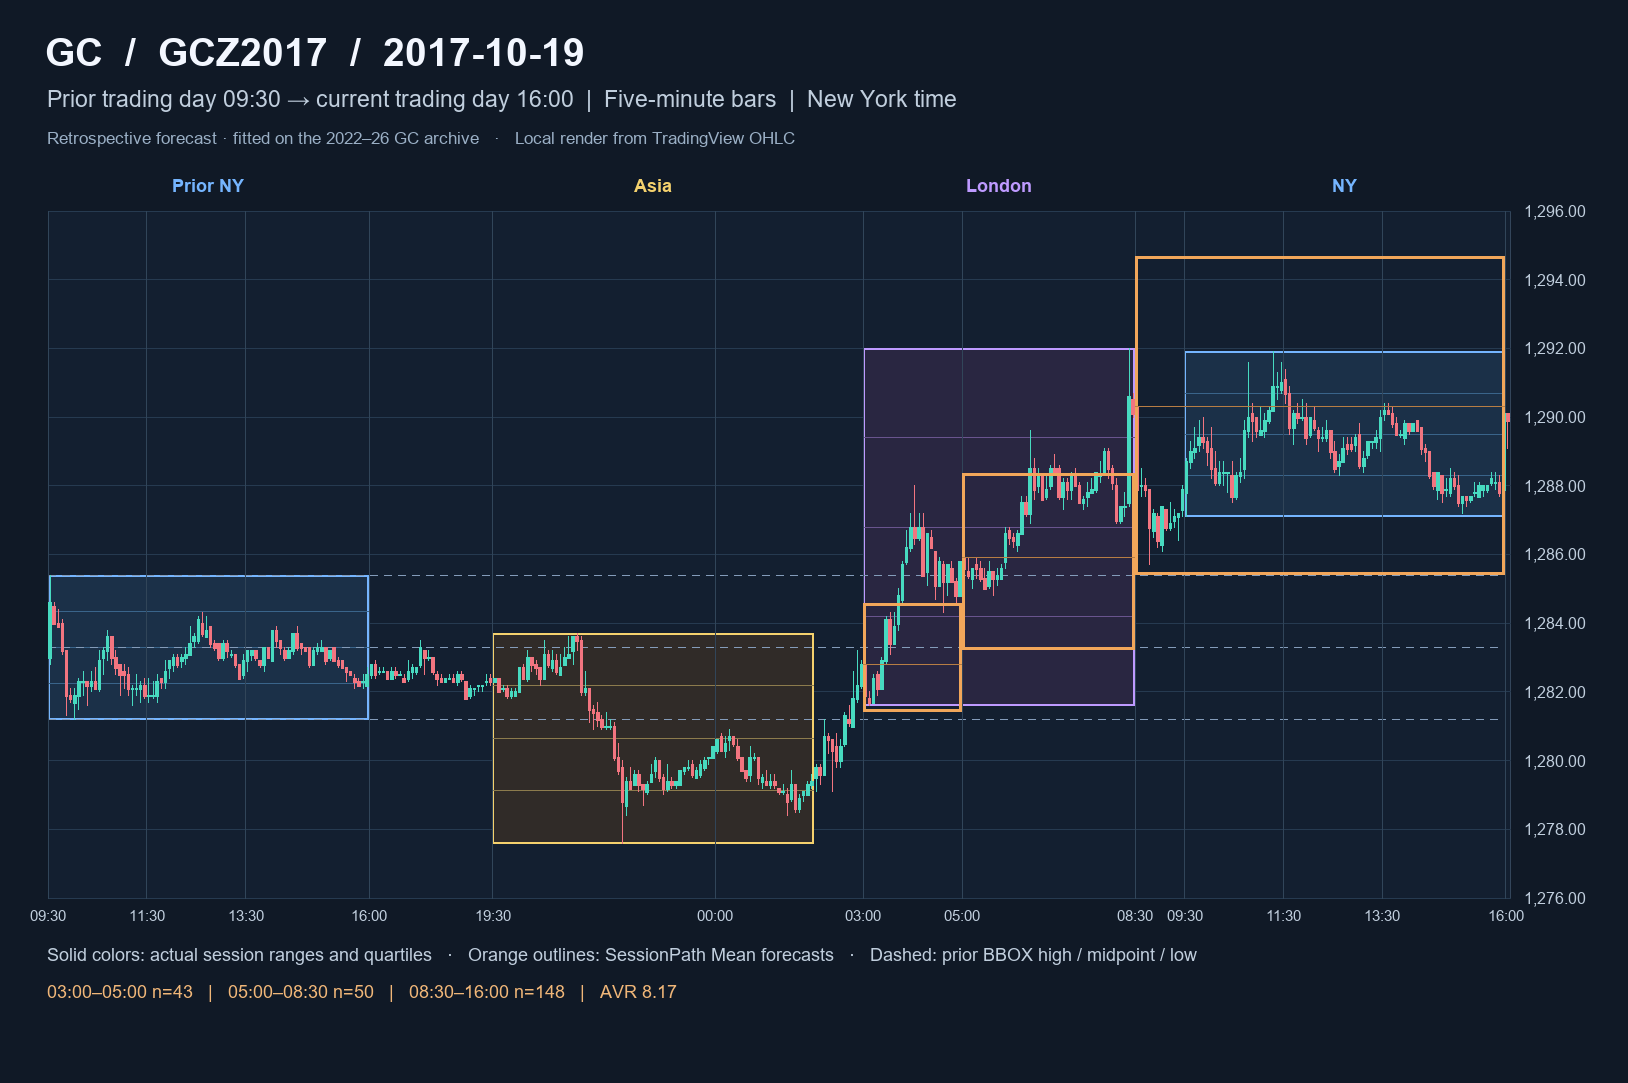 GC / GCZ2017 / 2017-10-19
Prior trading day 09:30 → current trading day 16:00 | Five-minute bars | New York time
Retrospective forecast · fitted on the 2022–26 GC archive · Local render from TradingView OHLC
Prior NY Asia London NY
1,296.00
1,294.00
1,292.00
1,290.00
1,288.00
1,286.00
1,284.00
1,282.00
1,280.00
1,278.00
1,276.00
09:30 11:30 13:30 16:00 19:30 00:00 03:00 05:00 08:30 09:30 11:30 13:30 16:00
Solid colors: actual session ranges and quartiles · Orange outlines: SessionPath Mean forecasts · Dashed: prior BBOX high / midpoint / low
03:00–05:00 n=43 | 05:00–08:30 n=50 | 08:30–16:00 n=148 | AVR 8.17